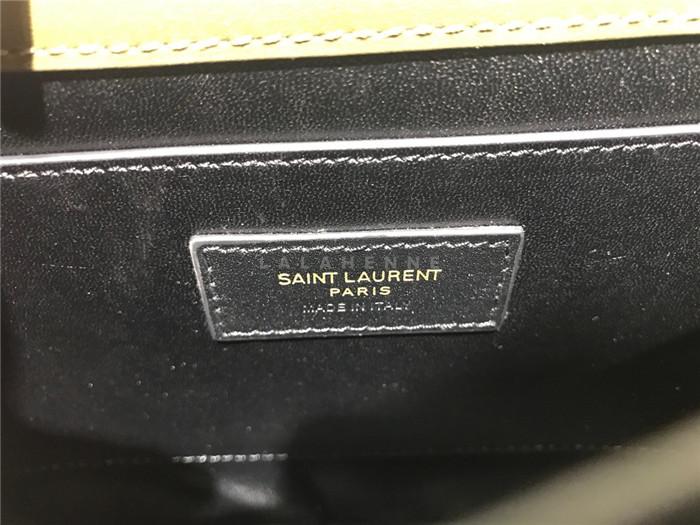 LALAHENNE
SAINT LAURENT
PARIS
MADE IN ITALY